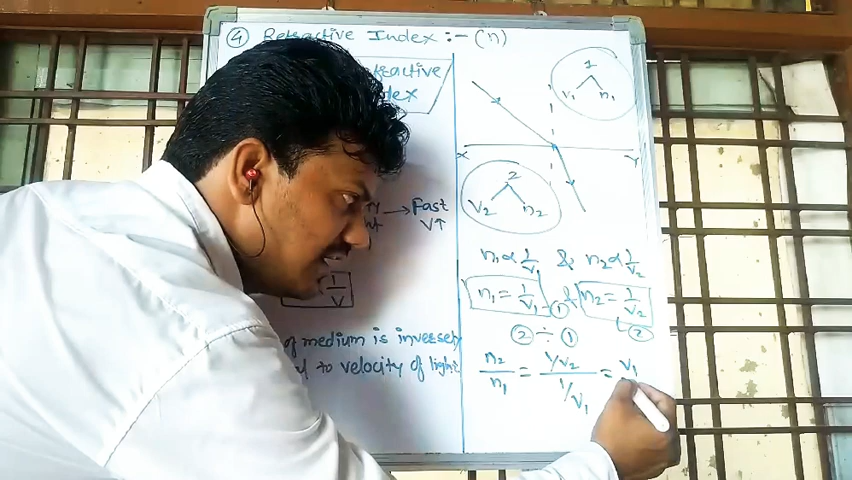 ④ Refractive Index :- (n)
Refractive
→ Fast
V↑
1/V
of medium is inversely
to velocity of light
1
v₁ n₁
X Y
2
v₂ n₂
n₁ ∝ 1/v₁ & n₂ ∝ 1/v₂
n₁ = 1/v₁ -① n₂ = 1/v₂
②
② ÷ ①
n₂/n₁ = 1/v₂ / 1/v₁ = v₁